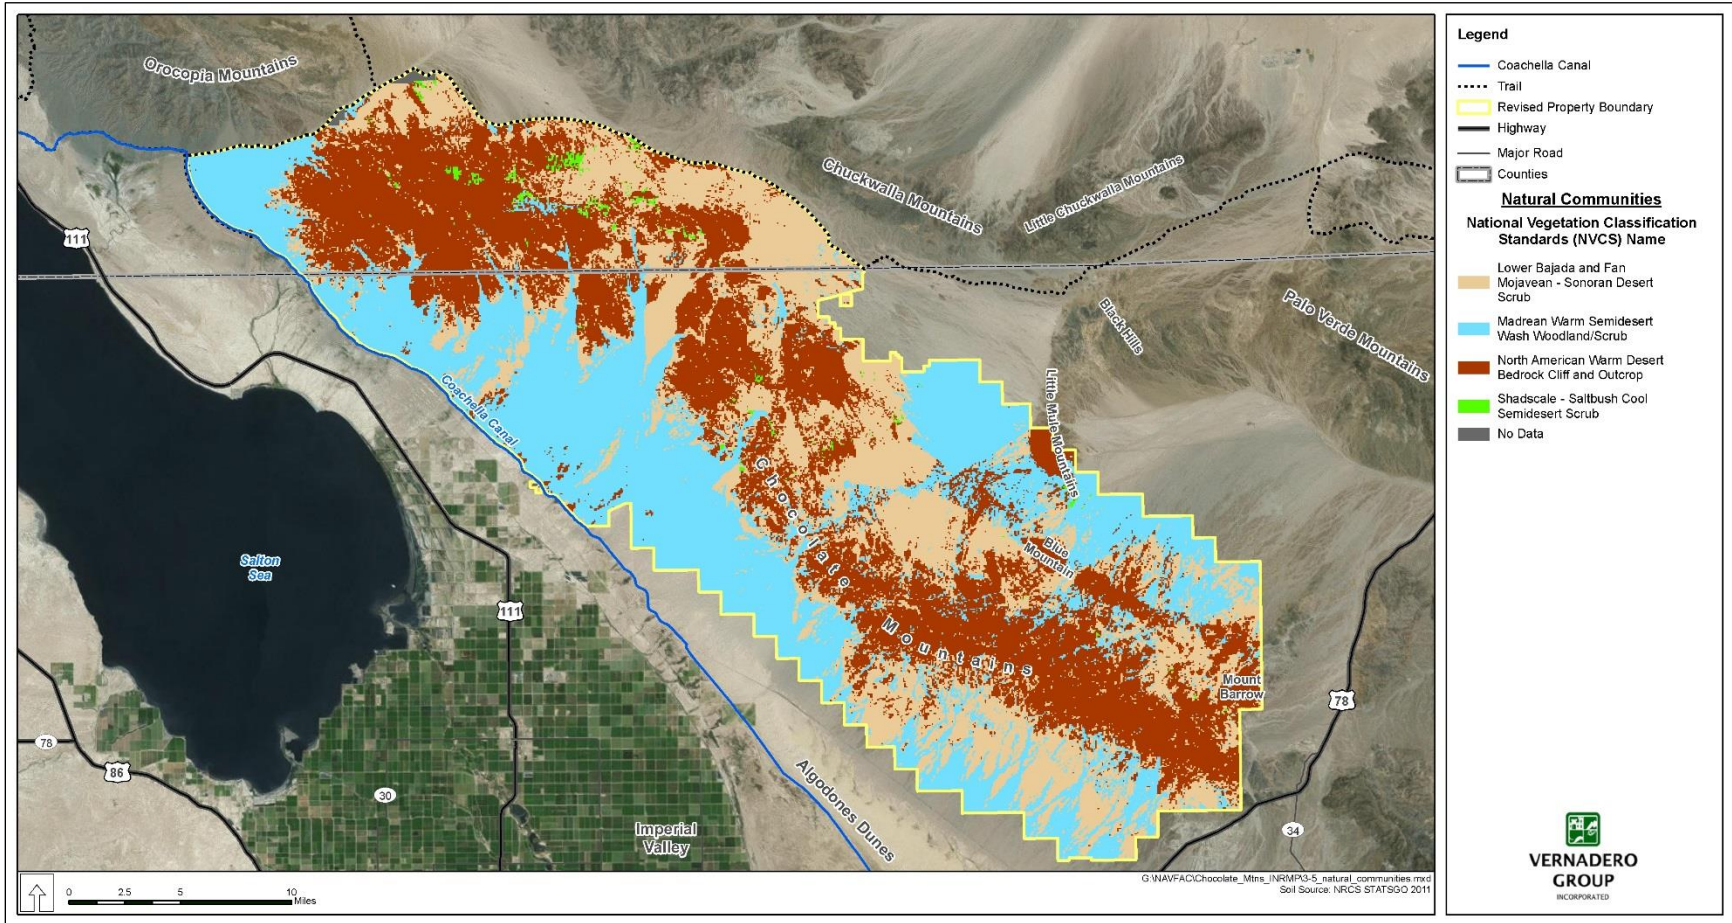 Orocopia Mountains
Chuckwalla Mountains
Little Chuckwalla Mountains
Black Hills
Palo Verde Mountains
Little Mule Mountains
111
Coachella Canal
Chocolate Mountains
Blue
Mountain
Salton
Sea
111
Mount
Barrow
78
78
86
30
Imperial
Valley
Algodones Dunes
34
0 2.5 5 10
Miles
G:\NAVFAC\Chocolate_Mtns_INRMP\3-5_natural_communities.mxd
Soil Source: NRCS STATSGO 2011
Legend
Coachella Canal
Trail
Revised Property Boundary
Highway
Major Road
Counties
Natural Communities
National Vegetation Classification
Standards (NVCS) Name
Lower Bajada and Fan
Mojavean - Sonoran Desert
Scrub
Madrean Warm Semidesert
Wash Woodland/Scrub
North American Warm Desert
Bedrock Cliff and Outcrop
Shadscale - Saltbush Cool
Semidesert Scrub
No Data
VERNADERO
GROUP
INCORPORATED